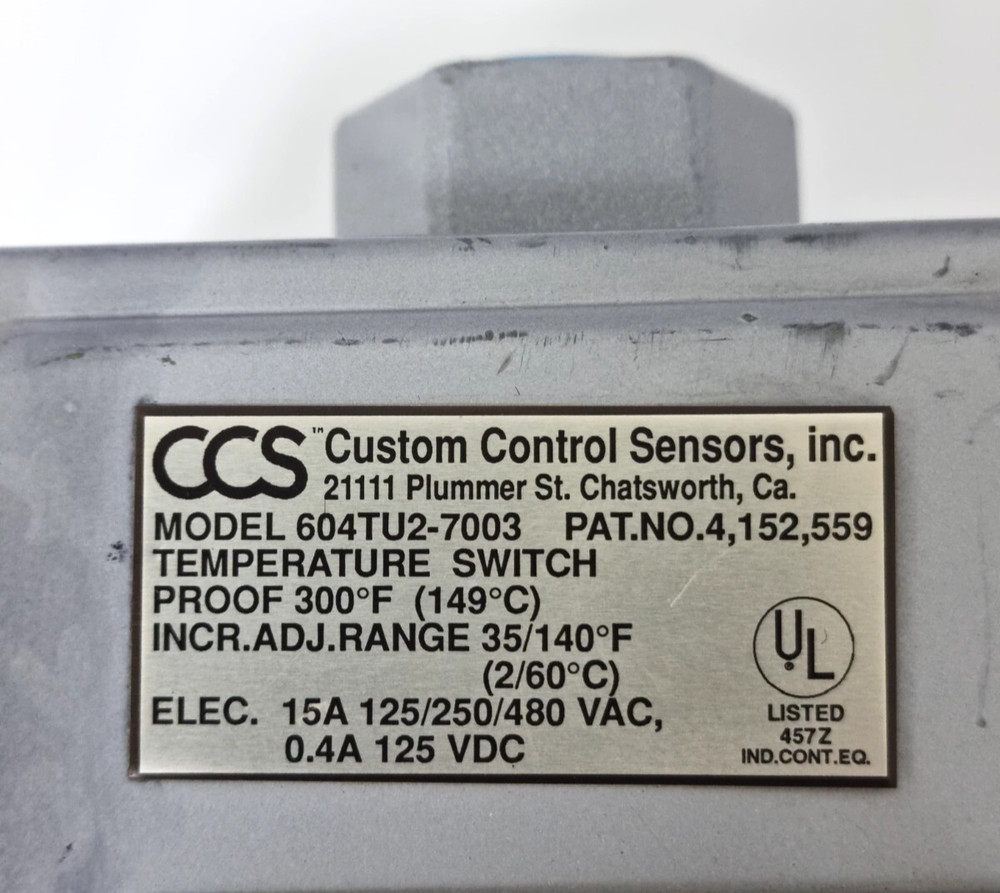 CCS™ Custom Control Sensors, inc.
21111 Plummer St. Chatsworth, Ca.
MODEL 604TU2-7003 PAT.NO.4,152,559
TEMPERATURE SWITCH
PROOF 300°F (149°C)
INCR.ADJ.RANGE 35/140°F
(2/60°C)
ELEC. 15A 125/250/480 VAC,
0.4A 125 VDC
UL®
LISTED
457Z
IND.CONT.EQ.